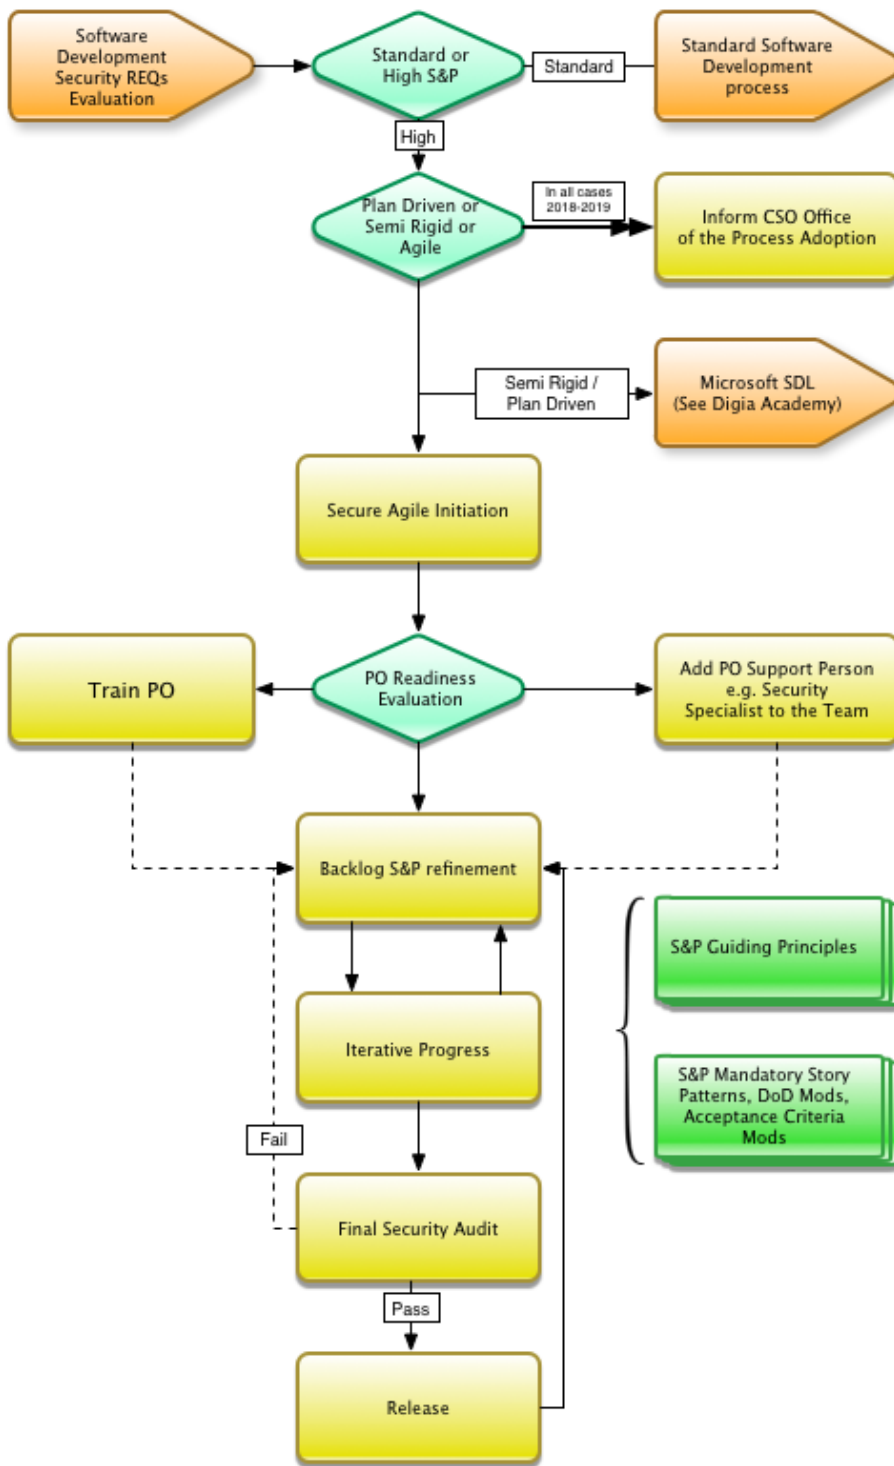 Software
Development
Security REQs
Evaluation
Standard or
High S&P
Standard
Standard Software
Development
process
High
Plan Driven or
Semi Rigid or
Agile
In all cases
2018-2019
Inform CSO Office
of the Process Adoption
Semi Rigid /
Plan Driven
Microsoft SDL
(See Digia Academy)
Secure Agile Initiation
Train PO
PO Readiness
Evaluation
Add PO Support Person
e.g. Security
Specialist to the Team
Backlog S&P refinement
S&P Guiding Principles
Iterative Progress
S&P Mandatory Story
Patterns, DoD Mods,
Acceptance Criteria
Mods
Fail
Final Security Audit
Pass
Release